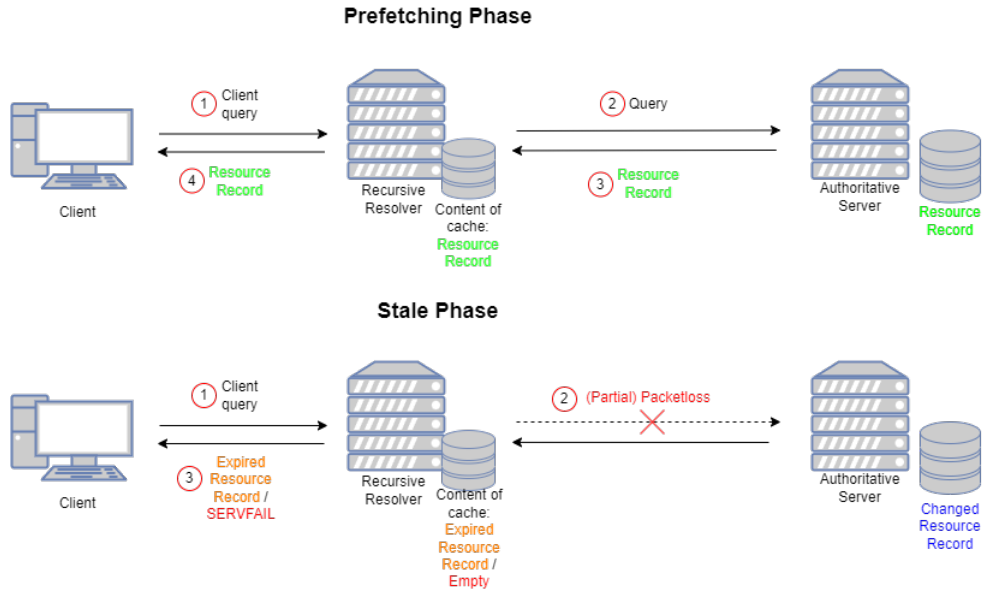 Prefetching Phase
1 Client
query
2 Query
4 Resource
Record
3 Resource
Record
Client
Recursive
Resolver
Content of
cache:
Resource
Record
Authoritative
Server
Resource
Record
Stale Phase
1 Client
query
2 (Partial) Packetloss
3 Expired
Resource
Record /
SERVFAIL
Client
Recursive
Resolver
Content of
cache:
Expired
Resource
Record /
Empty
Authoritative
Server
Changed
Resource
Record